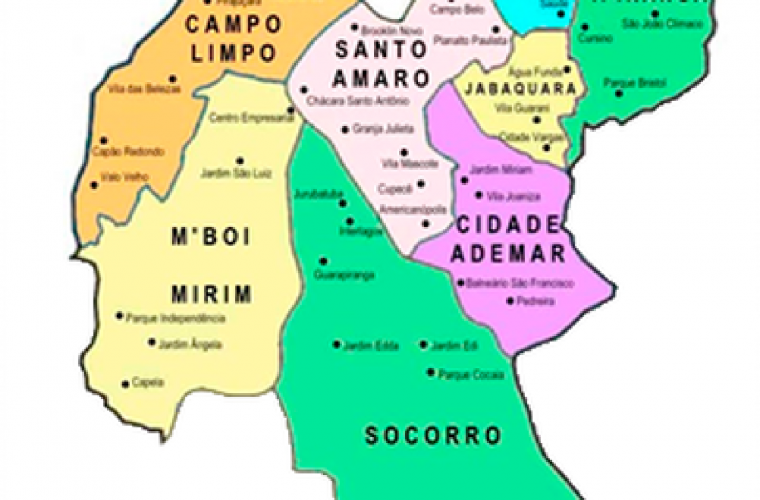 Pirajuçara
CAMPO
LIMPO
Vila das Belezas
Capão Redondo
Valo Velho
Campo Belo
Brooklin Novo
Planalto Paulista
SANTO
AMARO
Chácara Santo Antônio
Granja Julieta
Vila Mascote
Cupecê
Americanópolis
Saúde
São João Clímaco
Cursino
Parque Bristol
Água Funda
JABAQUARA
Vila Guarani
Cidade Vargas
Centro Empresarial
Jardim São Luiz
M'BOI
MIRIM
Parque Independência
Jardim Ângela
Capela
Jurubatuba
Interlagos
Guarapiranga
Jardim Edda
Jardim Edi
Parque Cocaia
SOCORRO
Jardim Miriam
Vila Joaniza
CIDADE
ADEMAR
Balneário São Francisco
Pedreira